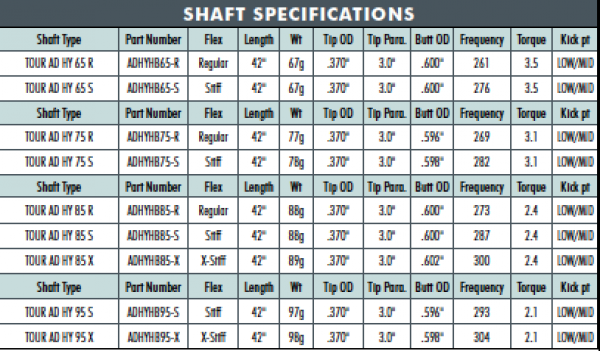 SHAFT SPECIFICATIONS
Shaft Type Part Number Flex Length Wt Tip OD Tip Para. Butt OD Frequency Torque Kick pt
TOUR AD HY 65 R ADHYHB65-R Regular 42" 67g .370" 3.0" .600" 261 3.5 LOW/MID
TOUR AD HY 65 S ADHYHB65-S Stiff 42" 67g .370" 3.0" .600" 276 3.5 LOW/MID
Shaft Type Part Number Flex Length Wt Tip OD Tip Para. Butt OD Frequency Torque Kick pt
TOUR AD HY 75 R ADHYHB75-R Regular 42" 77g .370" 3.0" .596" 269 3.1 LOW/MID
TOUR AD HY 75 S ADHYHB75-S Stiff 42" 78g .370" 3.0" .598" 282 3.1 LOW/MID
Shaft Type Part Number Flex Length Wt Tip OD Tip Para. Butt OD Frequency Torque Kick pt
TOUR AD HY 85 R ADHYHB85-R Regular 42" 88g .370" 3.0" .600" 273 2.4 LOW/MID
TOUR AD HY 85 S ADHYHB85-S Stiff 42" 88g .370" 3.0" .600" 287 2.4 LOW/MID
TOUR AD HY 85 X ADHYHB85-X X-Stiff 42" 89g .370" 3.0" .602" 300 2.4 LOW/MID
Shaft Type Part Number Flex Length Wt Tip OD Tip Para. Butt OD Frequency Torque Kick pt
TOUR AD HY 95 S ADHYHB95-S Stiff 42" 97g .370" 3.0" .596" 293 2.1 LOW/MID
TOUR AD HY 95 X ADHYHB95-X X-Stiff 42" 98g .370" 3.0" .598" 304 2.1 LOW/MID